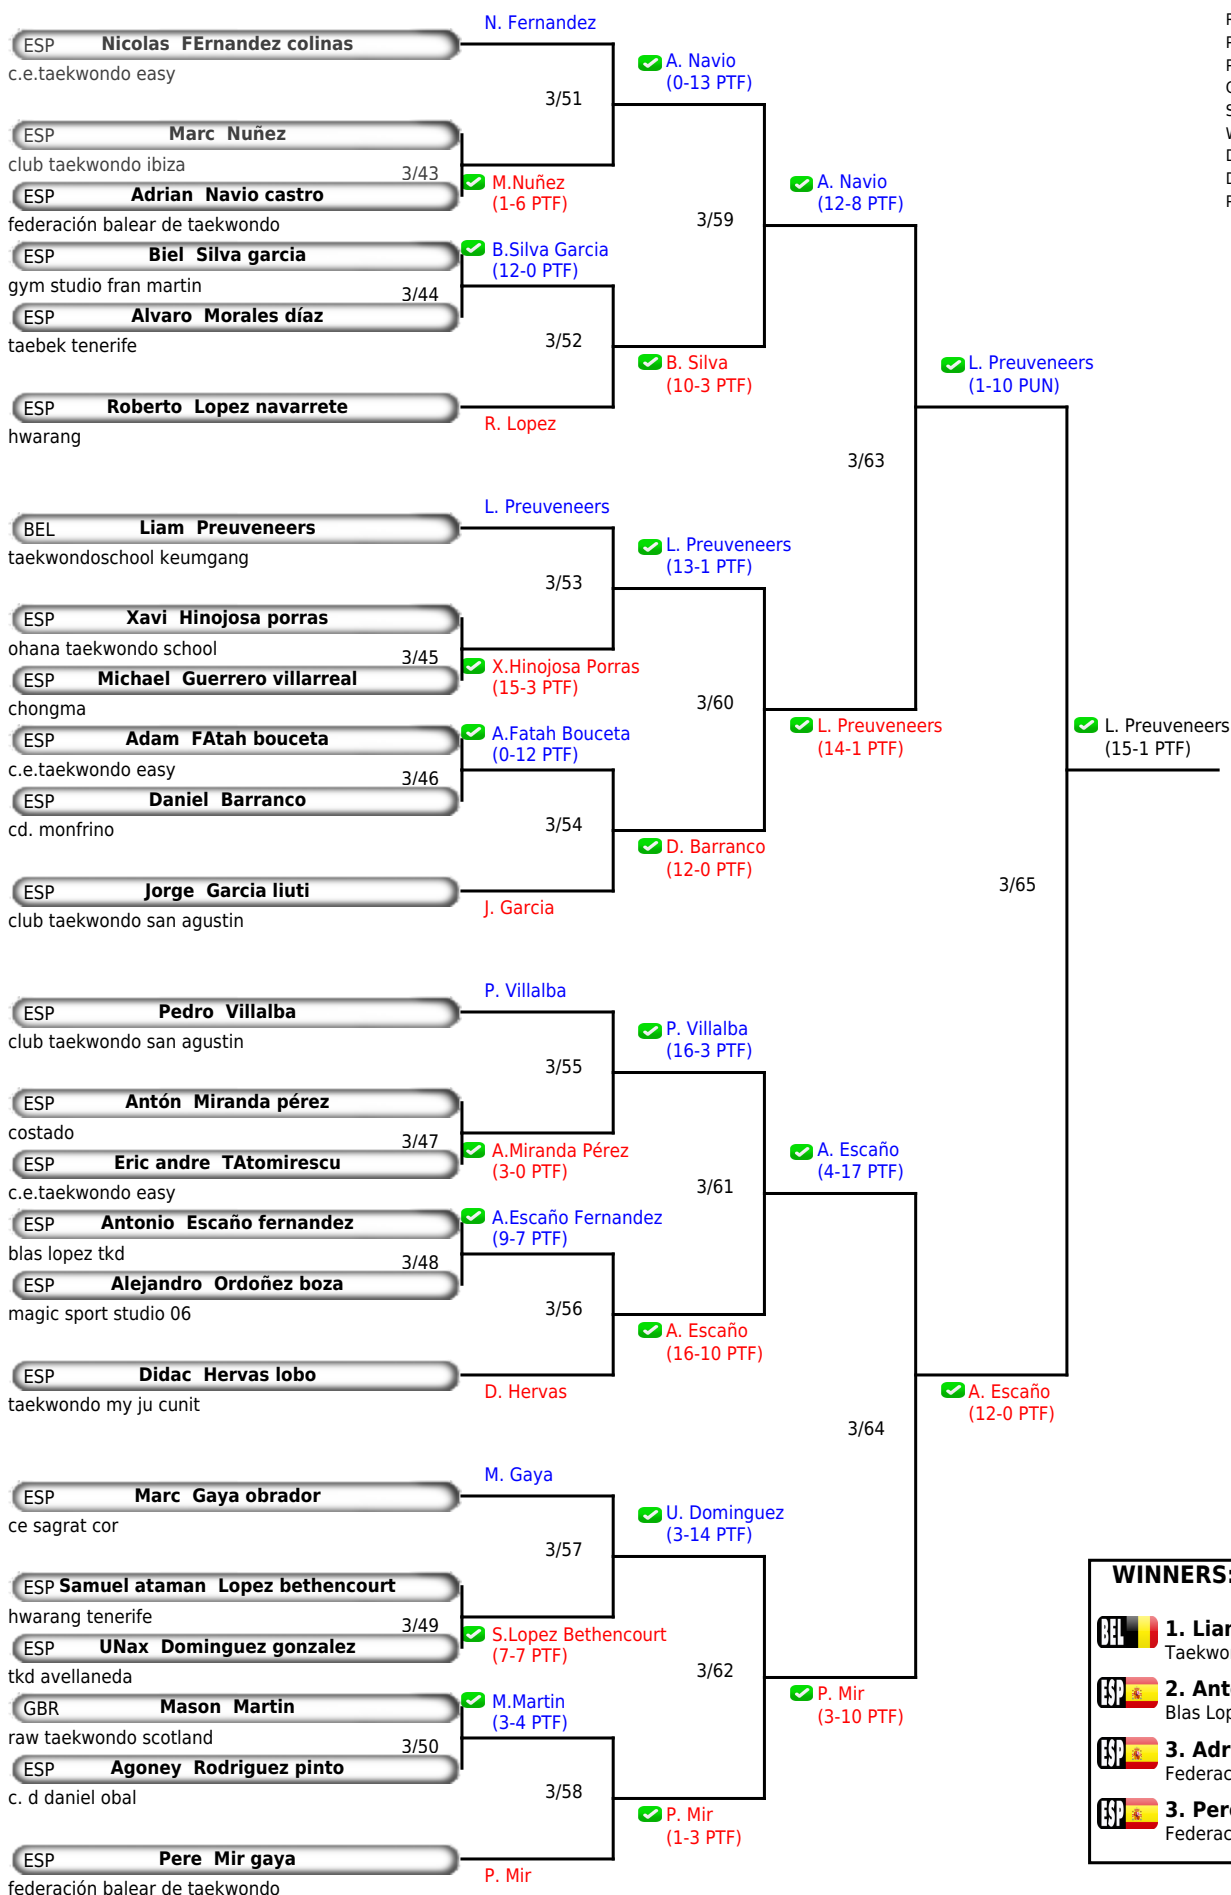 N. Fernandez
ESP Nicolas FErnandez colinas
c.e.taekwondo easy
A. Navio
(0-13 PTF)
3/51
ESP Marc Nuñez
club taekwondo ibiza
3/43
ESP Adrian Navio castro
federación balear de taekwondo
M.Nuñez
(1-6 PTF)
A. Navio
(12-8 PTF)
3/59
ESP Biel Silva garcia
gym studio fran martin
3/44
ESP Alvaro Morales díaz
taebek tenerife
B.Silva Garcia
(12-0 PTF)
3/52
B. Silva
(10-3 PTF)
L. Preuveneers
(1-10 PUN)
ESP Roberto Lopez navarrete
hwarang
R. Lopez
3/63
L. Preuveneers
BEL Liam Preuveneers
taekwondoschool keumgang
L. Preuveneers
(13-1 PTF)
3/53
ESP Xavi Hinojosa porras
ohana taekwondo school
3/45
ESP Michael Guerrero villarreal
chongma
X.Hinojosa Porras
(15-3 PTF)
3/60
ESP Adam FAtah bouceta
c.e.taekwondo easy
3/46
ESP Daniel Barranco
cd. monfrino
A.Fatah Bouceta
(0-12 PTF)
L. Preuveneers
(14-1 PTF)
L. Preuveneers
(15-1 PTF)
3/54
D. Barranco
(12-0 PTF)
ESP Jorge Garcia liuti
club taekwondo san agustin
J. Garcia
3/65
P. Villalba
ESP Pedro Villalba
club taekwondo san agustin
P. Villalba
(16-3 PTF)
3/55
ESP Antón Miranda pérez
costado
3/47
ESP Eric andre TAtomirescu
c.e.taekwondo easy
A.Miranda Pérez
(3-0 PTF)
A. Escaño
(4-17 PTF)
3/61
ESP Antonio Escaño fernandez
blas lopez tkd
3/48
ESP Alejandro Ordoñez boza
magic sport studio 06
A.Escaño Fernandez
(9-7 PTF)
3/56
A. Escaño
(16-10 PTF)
ESP Didac Hervas lobo
taekwondo my ju cunit
D. Hervas
A. Escaño
(12-0 PTF)
3/64
M. Gaya
ESP Marc Gaya obrador
ce sagrat cor
U. Dominguez
(3-14 PTF)
3/57
ESP Samuel ataman Lopez bethencourt
hwarang tenerife
3/49
ESP UNax Dominguez gonzalez
tkd avellaneda
S.Lopez Bethencourt
(7-7 PTF)
3/62
GBR Mason Martin
raw taekwondo scotland
3/50
ESP Agoney Rodriguez pinto
c. d daniel obal
M.Martin
(3-4 PTF)
P. Mir
(3-10 PTF)
3/58
P. Mir
(1-3 PTF)
ESP Pere Mir gaya
federación balear de taekwondo
P. Mir
WINNERS:
BEL 1.
ESP 2.
Blas
ESP 3.
ESP 3.